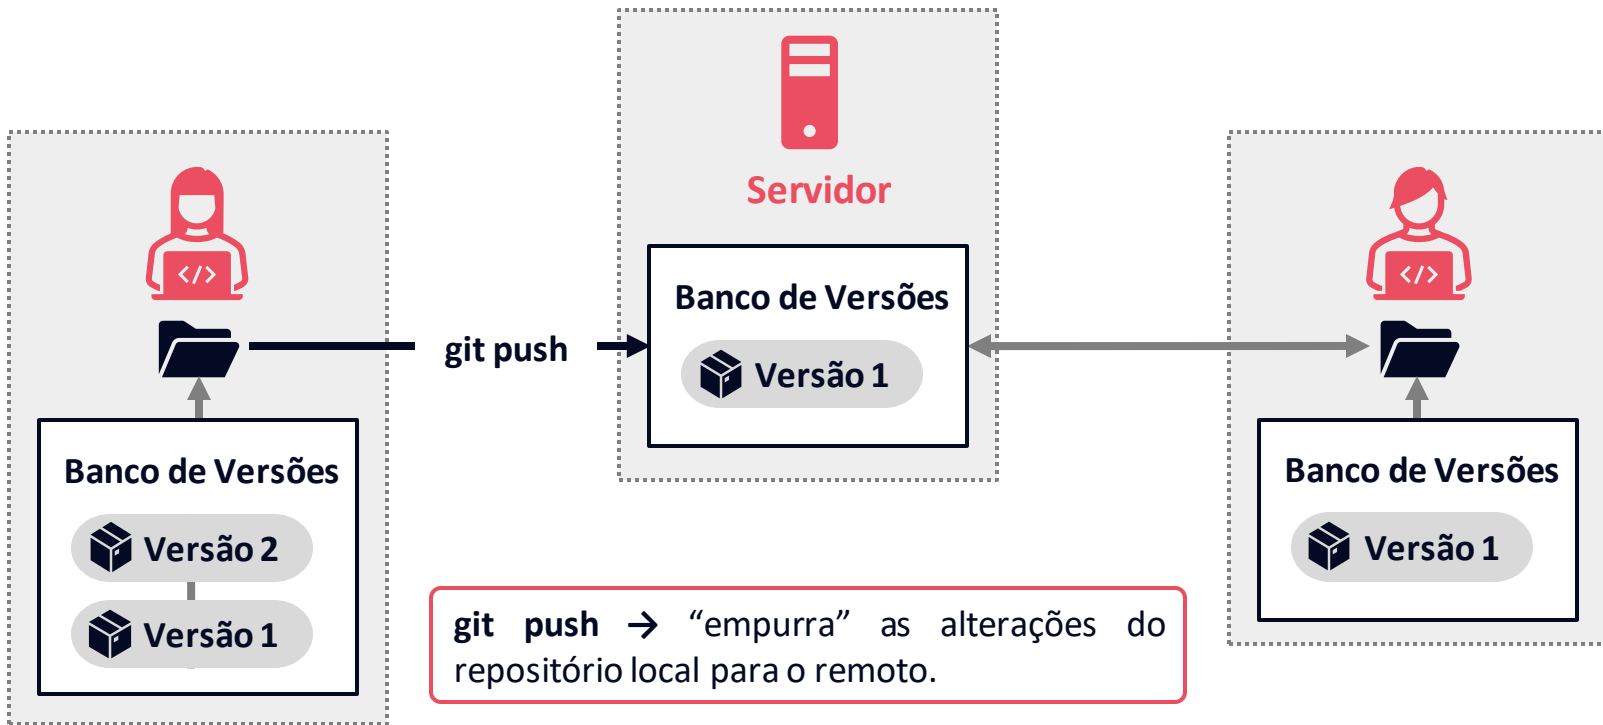 Servidor
Banco de Versões
Versão 1
</>
git push
Banco de Versões
Versão 2
Versão 1
</>
Banco de Versões
Versão 1
git push → “empurra” as alterações do
repositório local para o remoto.